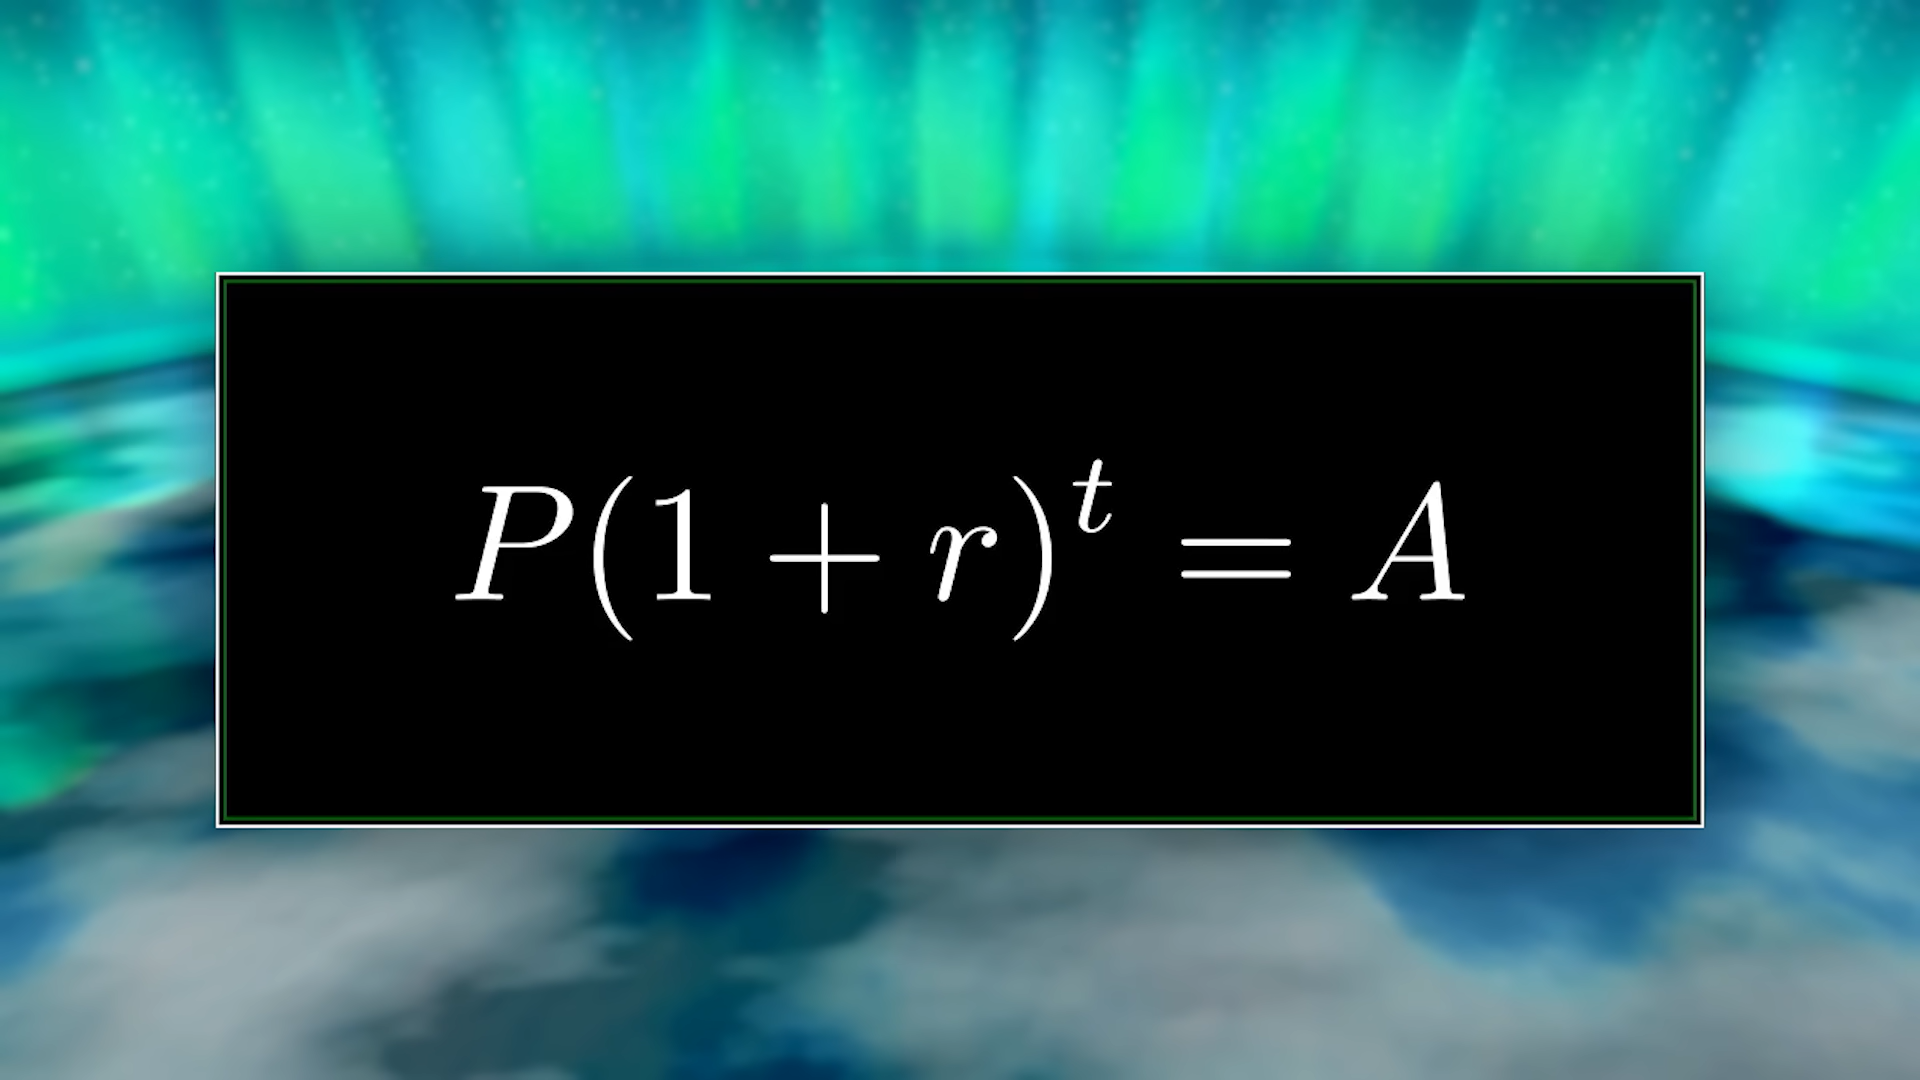 P(1 + r)^t = A